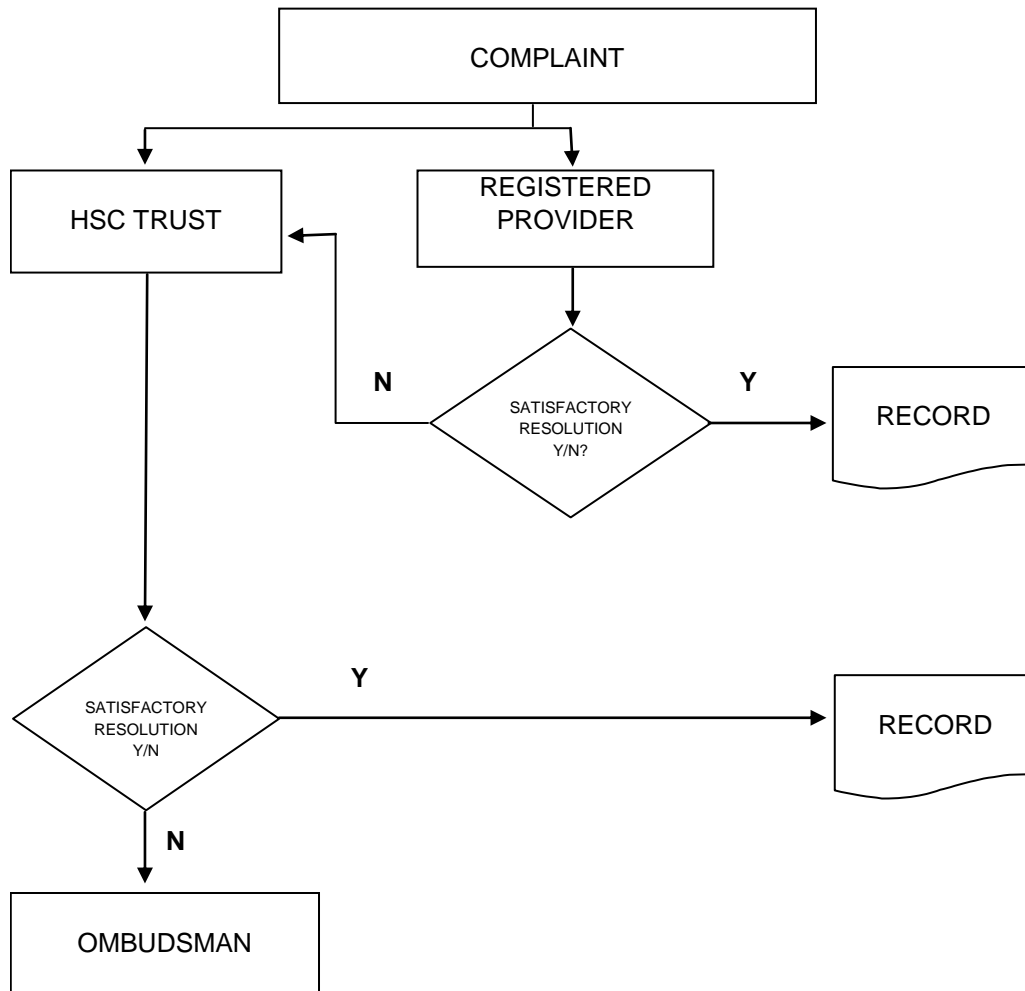 COMPLAINT
HSC TRUST
REGISTERED
PROVIDER
N
Y
SATISFACTORY
RESOLUTION
Y/N?
RECORD
Y
SATISFACTORY
RESOLUTION
Y/N
RECORD
N
OMBUDSMAN